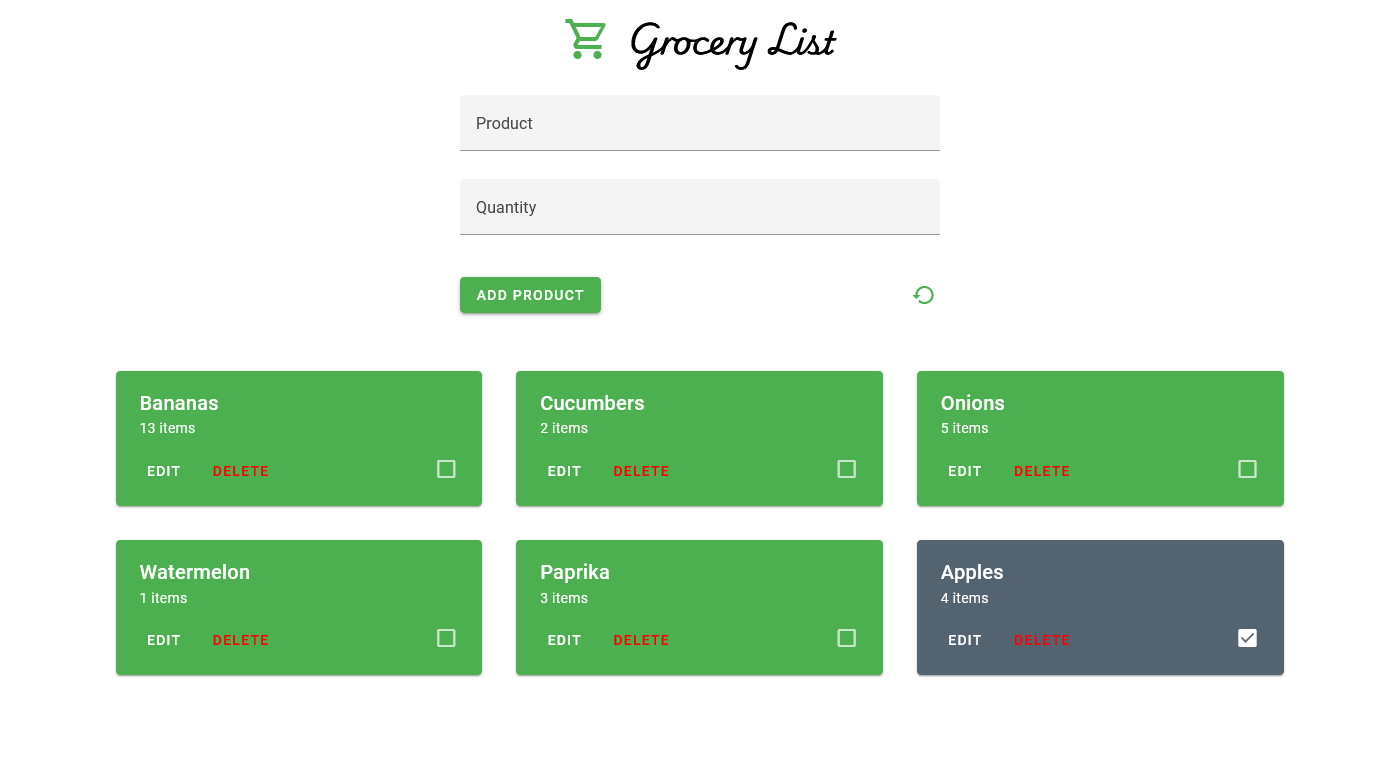 Grocery List
Product
Quantity
ADD PRODUCT
Bananas
13 items
EDIT DELETE
Cucumbers
2 items
EDIT DELETE
Onions
5 items
EDIT DELETE
Watermelon
1 items
EDIT DELETE
Paprika
3 items
EDIT DELETE
Apples
4 items
EDIT DELETE